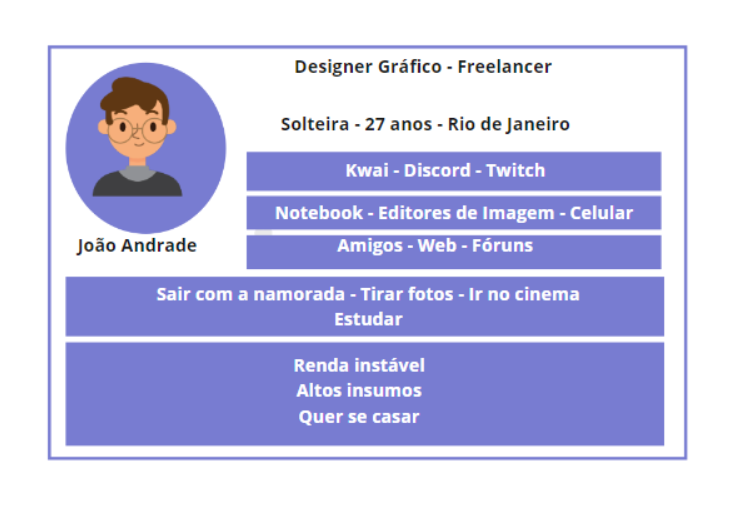 Designer Gráfico - Freelancer
Solteira - 27 anos - Rio de Janeiro
Kwai - Discord - Twitch
Notebook - Editores de Imagem - Celular
João Andrade
Amigos - Web - Fóruns
Sair com a namorada - Tirar fotos - Ir no cinema
Estudar
Renda instável
Altos insumos
Quer se casar